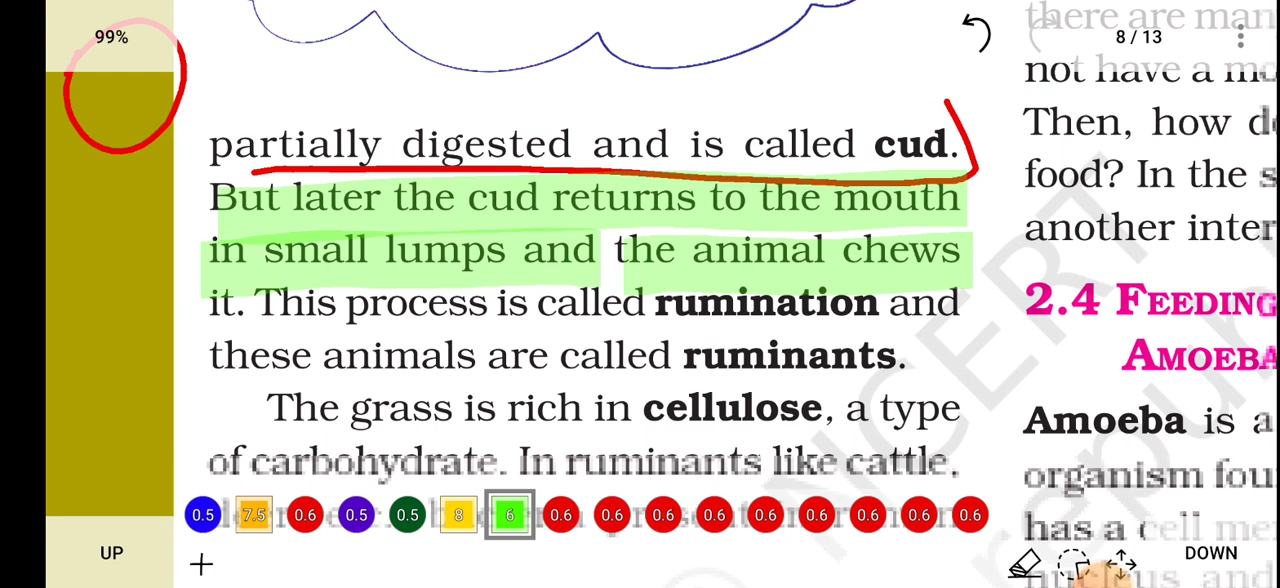 99%
8 / 13
partially digested and is called cud.
But later the cud returns to the mouth
in small lumps and the animal chews
it. This process is called rumination and
these animals are called ruminants.
The grass is rich in cellulose, a type
of carbohydrate. In ruminants like cattle,
0.5 7.5 0.6 0.5 0.5 8 6 0.6 0.6 0.6 0.6 0.6 0.6 0.6 0.6 0.6
UP
there are man
not have a mo
Then, how d
food? In the s
another inter
2.4 FEEDING
AMOEBA
Amoeba is a
organism fou
has a cell me
DOWN
NCERT